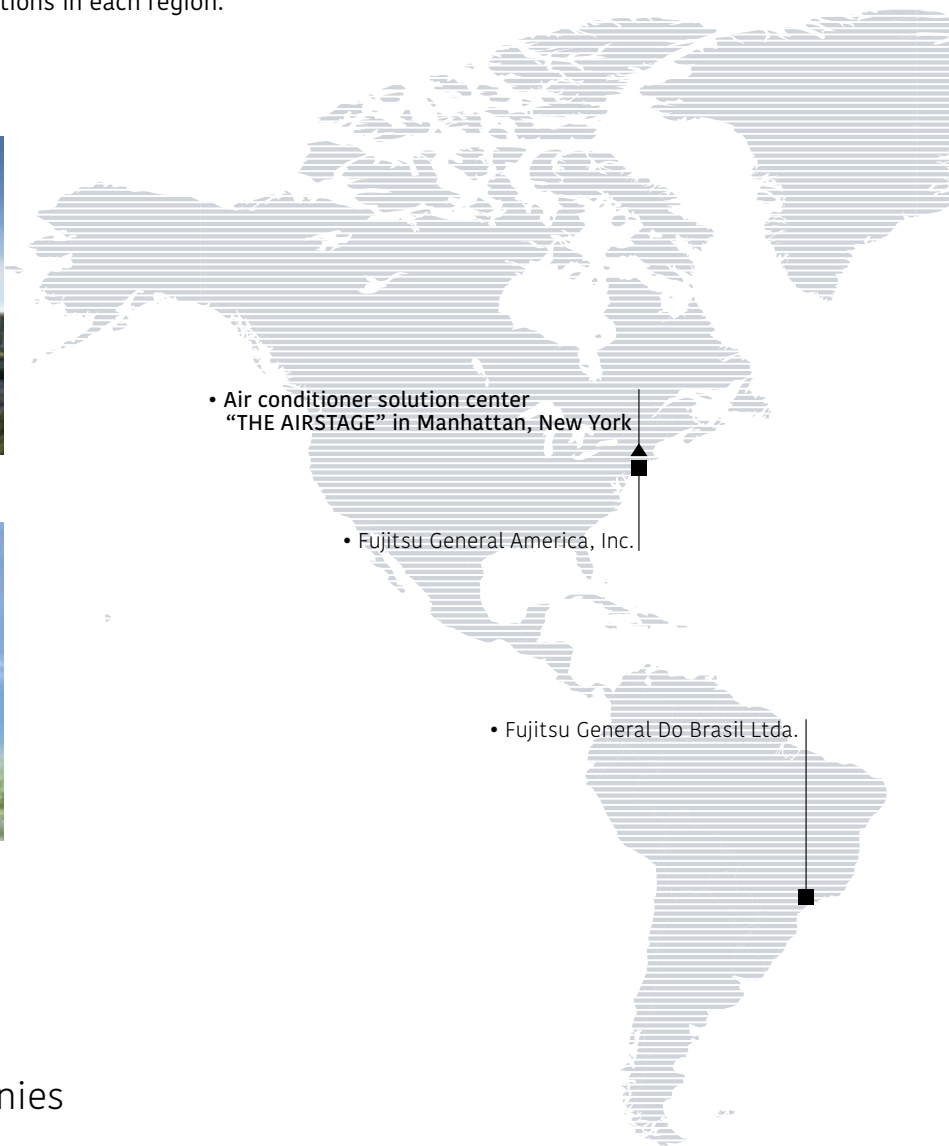 tions in each region.
• Air conditioner solution center
“THE AIRSTAGE” in Manhattan, New York
• Fujitsu General America, Inc.
• Fujitsu General Do Brasil Ltda.
nies